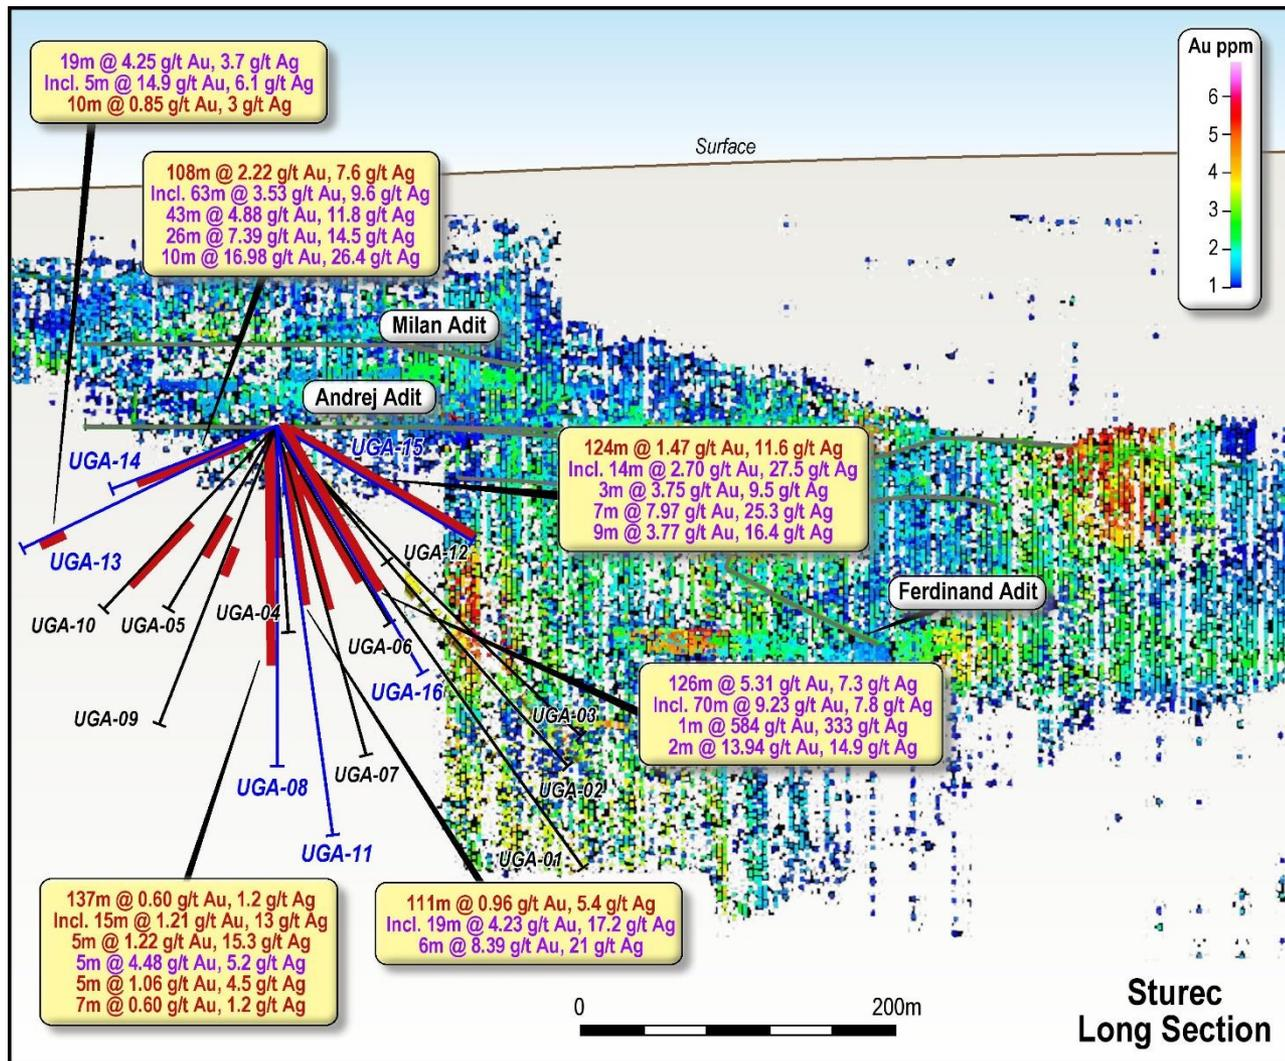 19m @ 4.25 g/t Au, 3.7 g/t Ag
Incl. 5m @ 14.9 g/t Au, 6.1 g/t Ag
10m @ 0.85 g/t Au, 3 g/t Ag
Au ppm
6
5
4
3
2
1
Surface
108m @ 2.22 g/t Au, 7.6 g/t Ag
Incl. 63m @ 3.53 g/t Au, 9.6 g/t Ag
43m @ 4.88 g/t Au, 11.8 g/t Ag
26m @ 7.39 g/t Au, 14.5 g/t Ag
10m @ 16.98 g/t Au, 26.4 g/t Ag
Milan Adit
Andrej Adit
UGA-15
UGA-14
124m @ 1.47 g/t Au, 11.6 g/t Ag
Incl. 14m @ 2.70 g/t Au, 27.5 g/t Ag
3m @ 3.75 g/t Au, 9.5 g/t Ag
7m @ 7.97 g/t Au, 25.3 g/t Ag
9m @ 3.77 g/t Au, 16.4 g/t Ag
UGA-13
UGA-12
Ferdinand Adit
UGA-10
UGA-05
UGA-04
UGA-06
UGA-16
UGA-09
UGA-03
126m @ 5.31 g/t Au, 7.3 g/t Ag
Incl. 70m @ 9.23 g/t Au, 7.8 g/t Ag
1m @ 584 g/t Au, 333 g/t Ag
2m @ 13.94 g/t Au, 14.9 g/t Ag
UGA-07
UGA-08
UGA-02
UGA-11
UGA-01
137m @ 0.60 g/t Au, 1.2 g/t Ag
Incl. 15m @ 1.21 g/t Au, 13 g/t Ag
5m @ 1.22 g/t Au, 15.3 g/t Ag
5m @ 4.48 g/t Au, 5.2 g/t Ag
5m @ 1.06 g/t Au, 4.5 g/t Ag
7m @ 0.60 g/t Au, 1.2 g/t Ag
111m @ 0.96 g/t Au, 5.4 g/t Ag
Incl. 19m @ 4.23 g/t Au, 17.2 g/t Ag
6m @ 8.39 g/t Au, 21 g/t Ag
0
200m
Sturec
Long Section